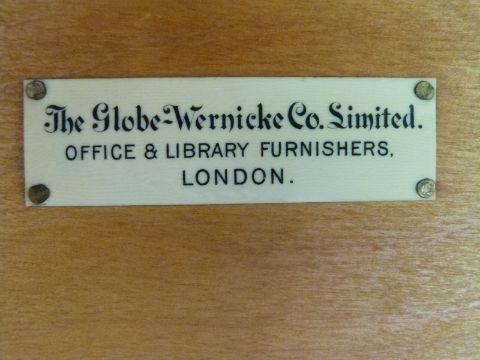 The Globe-Wernicke Co. Limited.
OFFICE & LIBRARY FURNISHERS.
LONDON.